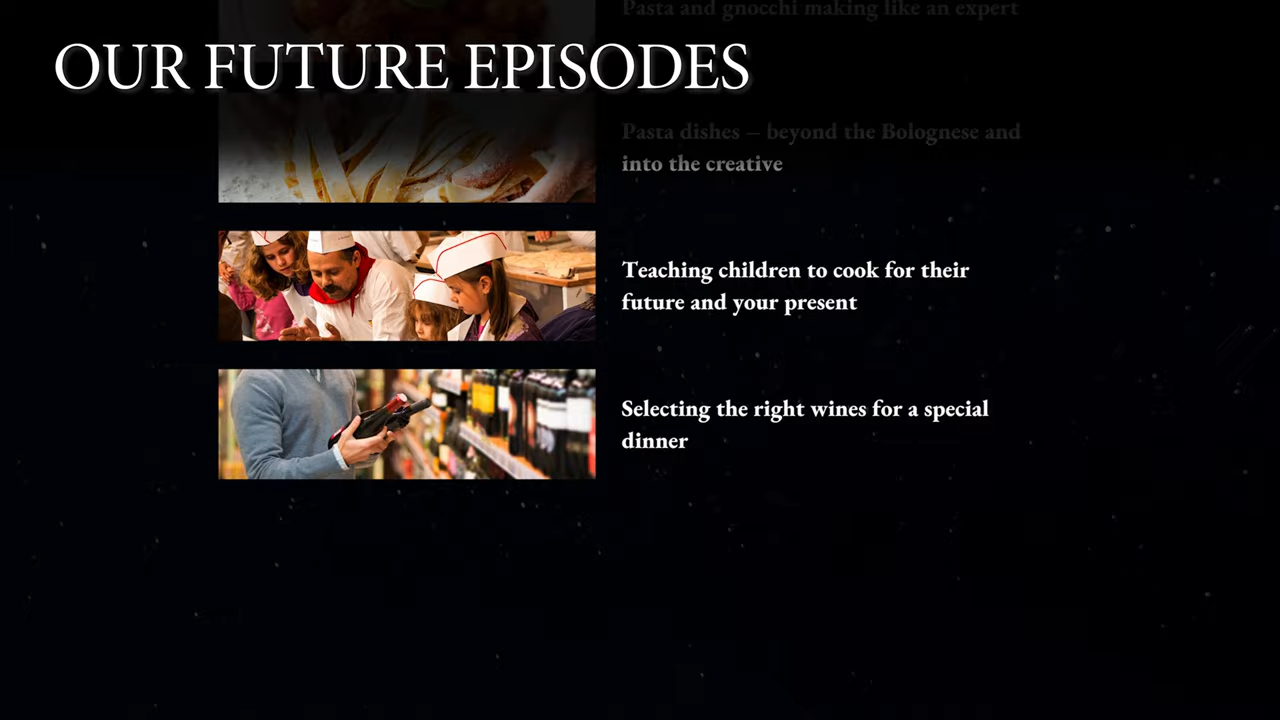 Pasta and gnocchi making like an expert
OUR FUTURE EPISODES
Pasta dishes – beyond the Bolognese and
into the creative
Teaching children to cook for their
future and your present
Selecting the right wines for a special
dinner